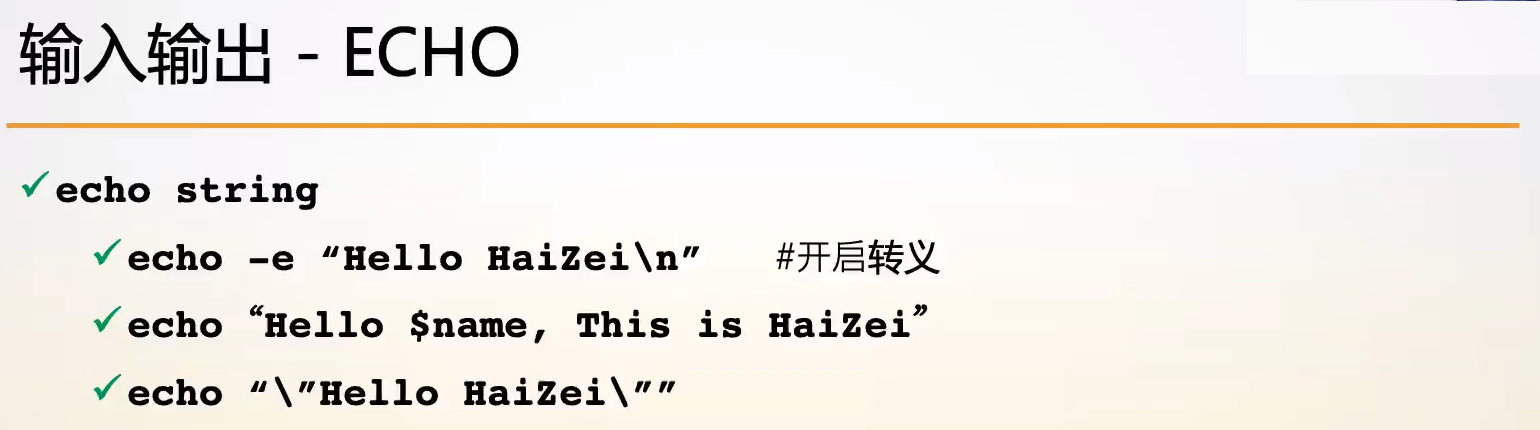 输入输出 - ECHO
✓echo string
✓echo –e “Hello HaiZei\n” #开启转义
✓echo “Hello $name, This is HaiZei”
✓echo “\”Hello HaiZei\””